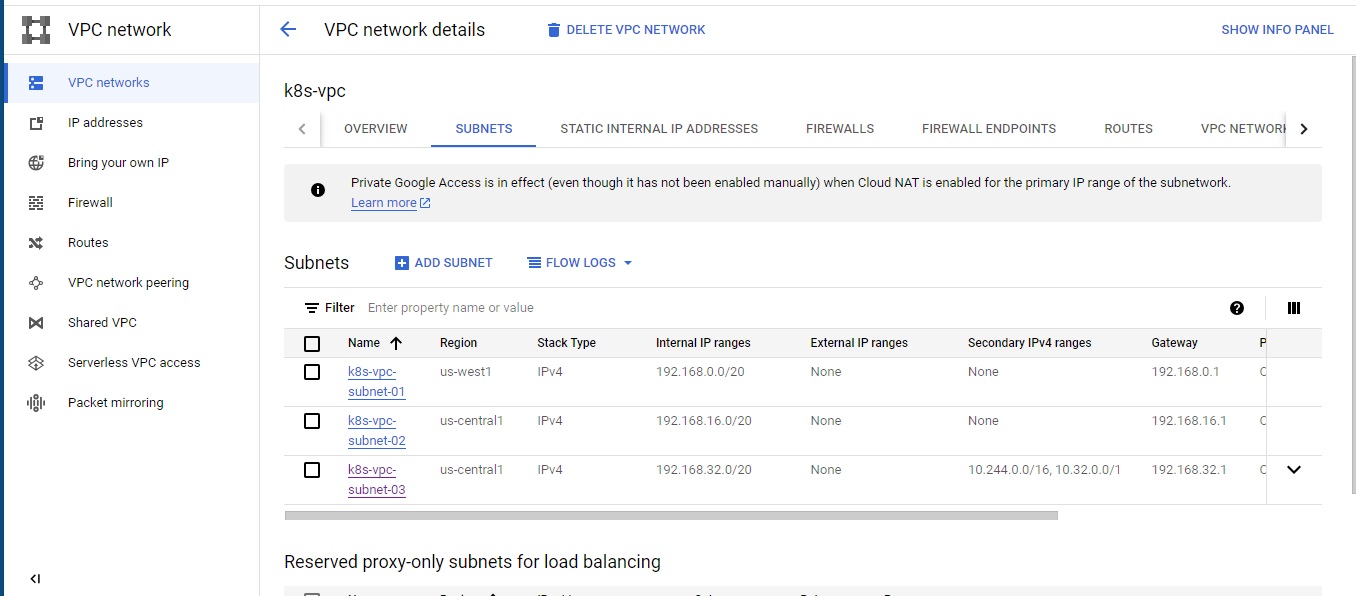 VPC network
VPC network details
DELETE VPC NETWORK
SHOW INFO PANEL
VPC networks
IP addresses
Bring your own IP
Firewall
Routes
VPC network peering
Shared VPC
Serverless VPC access
Packet mirroring
k8s-vpc
OVERVIEW SUBNETS STATIC INTERNAL IP ADDRESSES FIREWALLS FIREWALL ENDPOINTS ROUTES VPC NETWORK
Private Google Access is in effect (even though it has not been enabled manually) when Cloud NAT is enabled for the primary IP range of the subnetwork.
Learn more
Subnets ADD SUBNET FLOW LOGS
Filter Enter property name or value
Name Region Stack Type Internal IP ranges External IP ranges Secondary IPv4 ranges Gateway P
k8s-vpc- us-west1 IPv4 192.168.0.0/20 None None 192.168.0.1
subnet-01
k8s-vpc- us-central1 IPv4 192.168.16.0/20 None None 192.168.16.1
subnet-02
k8s-vpc- us-central1 IPv4 192.168.32.0/20 None 10.244.0.0/16, 10.32.0.0/1 192.168.32.1
subnet-03
Reserved proxy-only subnets for load balancing